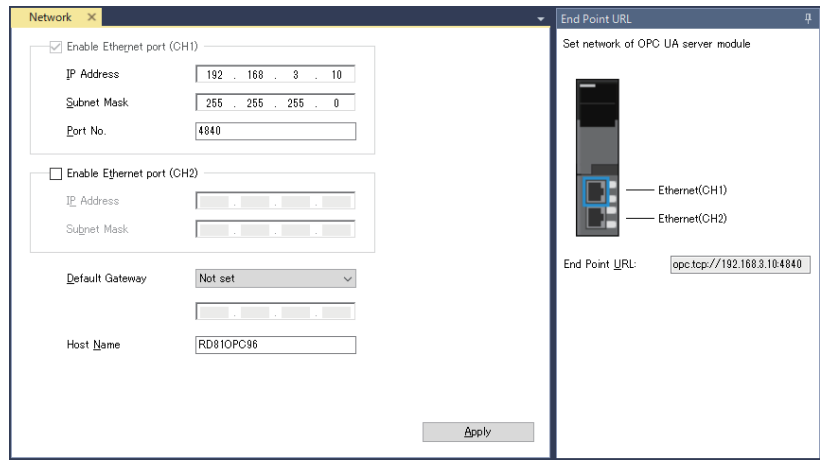 Network
Enable Ethernet port (CH1)
IP Address 192 . 168 . 3 . 10
Subnet Mask 255 . 255 . 255 . 0
Port No. 4840
Enable Ethernet port (CH2)
IP Address . . .
Subnet Mask . . .
Default Gateway Not set
. . .
Host Name RD81OPC96
Apply
End Point URL
Set network of OPC UA server module
Ethernet(CH1)
Ethernet(CH2)
End Point URL: opc.tcp://192.168.3.10:4840